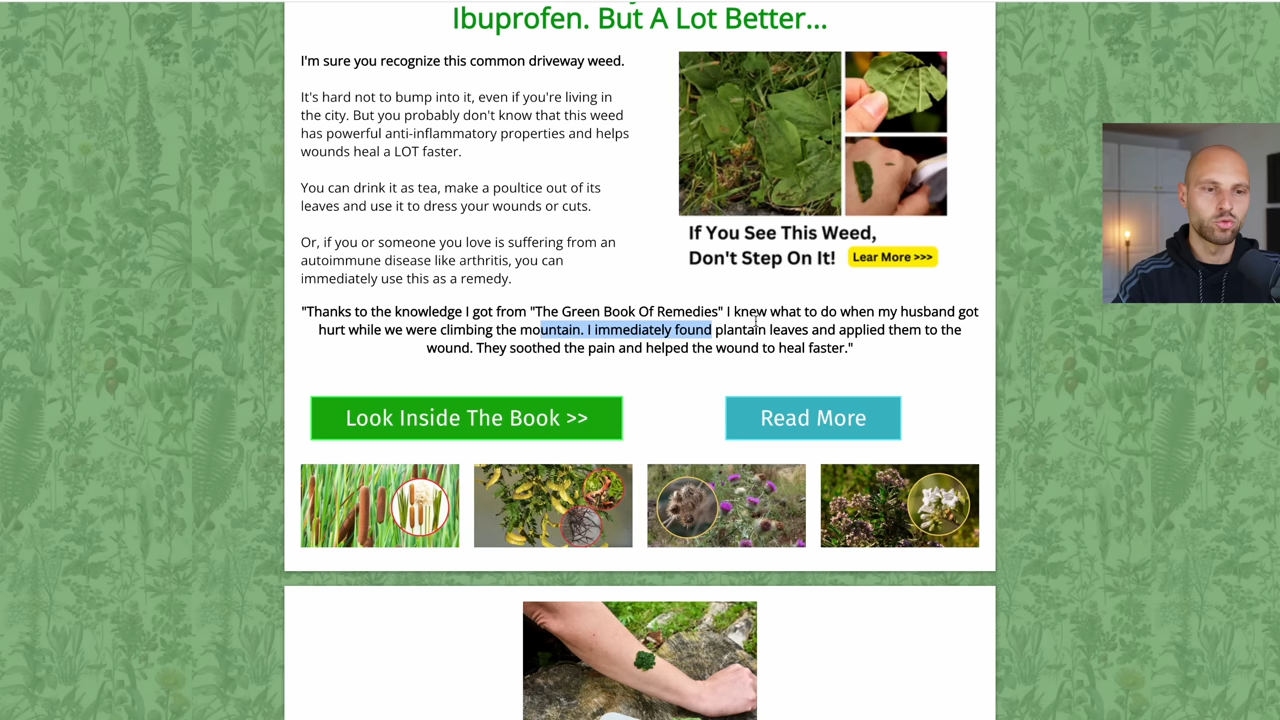 Ibuprofen. But A Lot Better...
I'm sure you recognize this common driveway weed.
It's hard not to bump into it, even if you're living in
the city. But you probably don't know that this weed
has powerful anti-inflammatory properties and helps
wounds heal a LOT faster.
You can drink it as tea, make a poultice out of its
leaves and use it to dress your wounds or cuts.
Or, if you or someone you love is suffering from an
autoimmune disease like arthritis, you can
immediately use this as a remedy.
If You See This Weed,
Don't Step On It!
Lear More >>>
"Thanks to the knowledge I got from "The Green Book Of Remedies" I knew what to do when my husband got
hurt while we were climbing the mountain. I immediately found plantain leaves and applied them to the
wound. They soothed the pain and helped the wound to heal faster."
Look Inside The Book >>
Read More